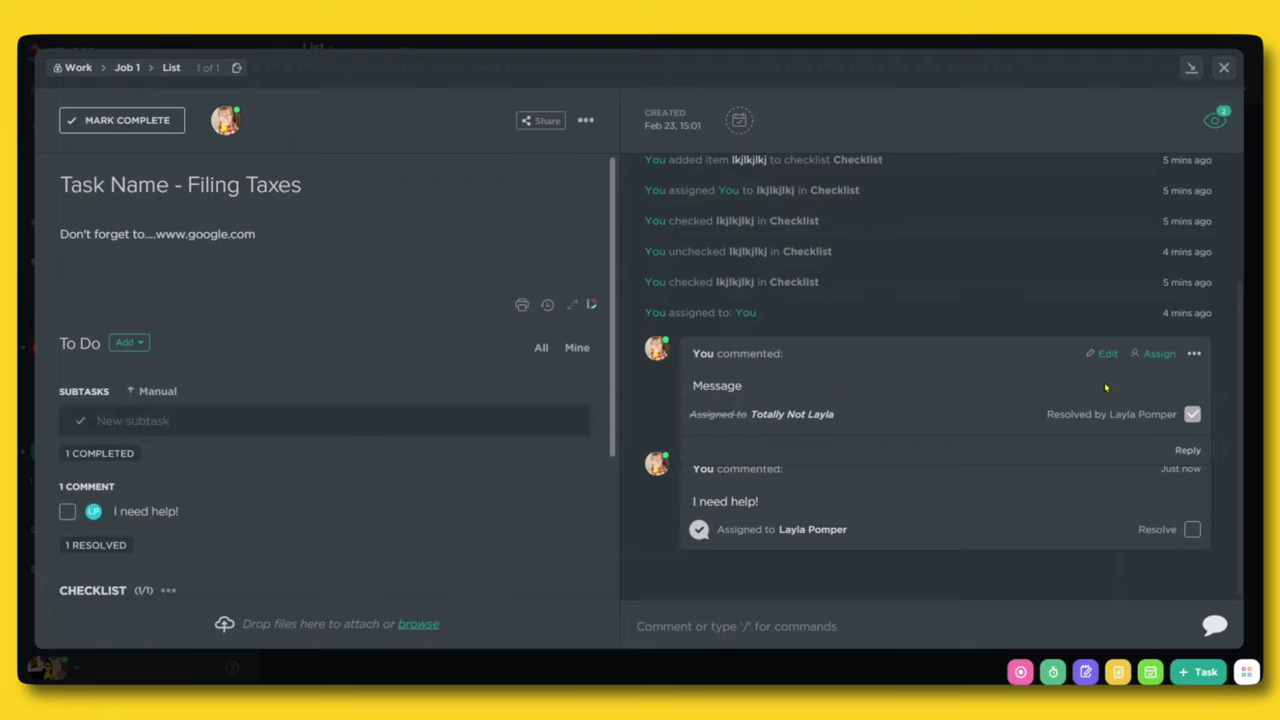 List
Work > Job 1 > List 1 of 1
MARK COMPLETE
Share
Task Name - Filing Taxes
Don't forget to....www.google.com
To Do Add
All Mine
SUBTASKS Manual
New subtask
1 COMPLETED
1 COMMENT
LP I need help!
1 RESOLVED
CHECKLIST (1/1)
Drop files here to attach or browse
CREATED
Feb 23, 15:01
2
You added item lkjlkjlkj to checklist Checklist 5 mins ago
You assigned You to lkjlkjlkj in Checklist 5 mins ago
You checked lkjlkjlkj in Checklist 5 mins ago
You unchecked lkjlkjlkj in Checklist 4 mins ago
You checked lkjlkjlkj in Checklist 5 mins ago
You assigned to: You 4 mins ago
You commented: Edit Assign
Message
Assigned to Totally Not Layla Resolved by Layla Pomper
Reply
You commented: Just now
I need help!
Assigned to Layla Pomper Resolve
Comment or type '/' for commands
+ Task